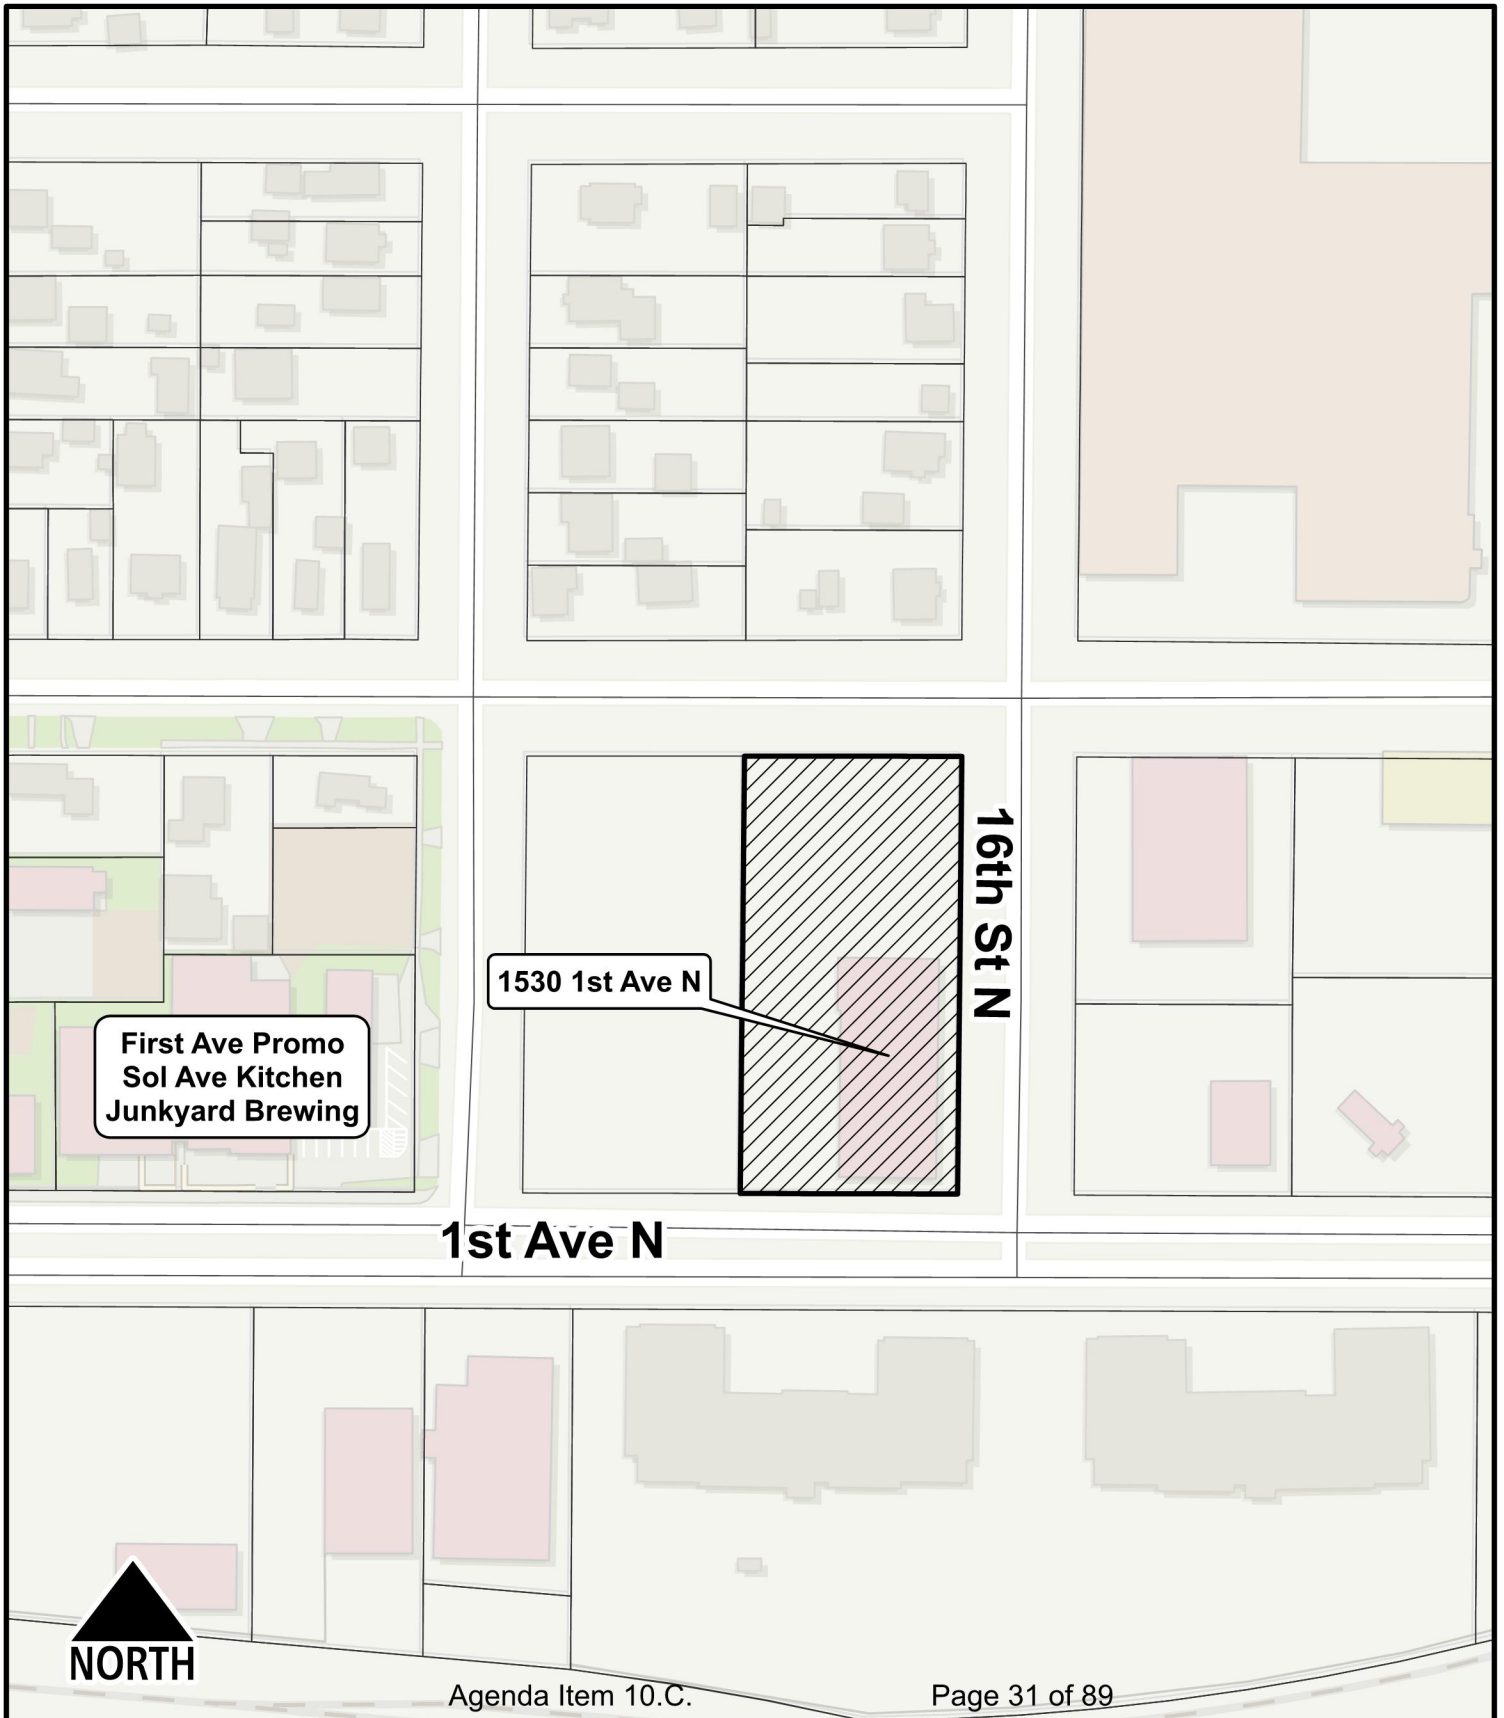 16th St N
1530 1st Ave N
First Ave Promo
Sol Ave Kitchen
Junkyard Brewing
1st Ave N
NORTH
Agenda Item 10.C.
Page 31 of 89